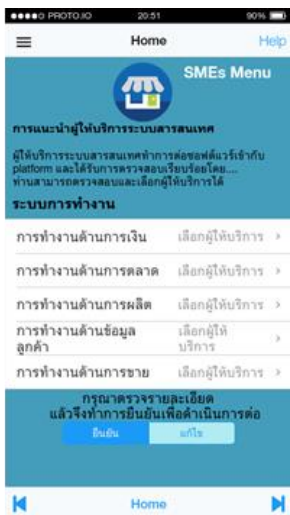 PROTO.IO 20:51 90%
Home Help
SMEs Menu
การแนะนำผู้ให้บริการระบบสารสนเทศ
ผู้ให้บริการระบบสารสนเทศทำการต่อซอฟต์แวร์เข้ากับ
platform และได้รับการตรวจสอบเรียบร้อยโดย....
ท่านสามารถตรวจสอบและเลือกผู้ให้บริการได้
ระบบการทำงาน
การทำงานด้านการเงิน เลือกผู้ให้บริการ
การทำงานด้านการตลาด เลือกผู้ให้บริการ
การทำงานด้านการผลิต เลือกผู้ให้บริการ
การทำงานด้านข้อมูล เลือกผู้ให้
ลูกค้า บริการ
การทำงานด้านการขาย เลือกผู้ให้บริการ
กรุณาตรวจรายละเอียด
แล้วจึงทำการยืนยันเพื่อดำเนินการต่อ
ยืนยัน แก้ไข
Home